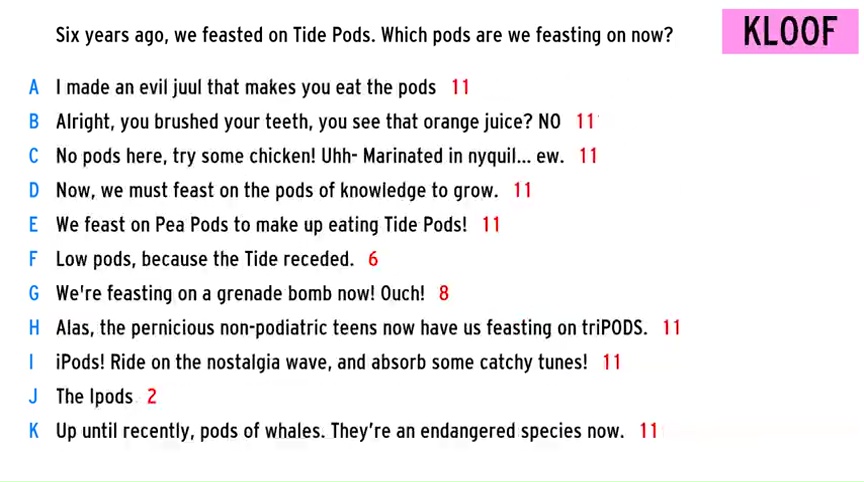 Six years ago, we feasted on Tide Pods. Which pods are we feasting on now?
KLOOF
A I made an evil juul that makes you eat the pods 11
B Alright, you brushed your teeth, you see that orange juice? NO 11
C No pods here, try some chicken! Uhh- Marinated in nyquil... ew. 11
D Now, we must feast on the pods of knowledge to grow. 11
E We feast on Pea Pods to make up eating Tide Pods! 11
F Low pods, because the Tide receded. 6
G We're feasting on a grenade bomb now! Ouch! 8
H Alas, the pernicious non-podiatric teens now have us feasting on triPODS. 11
I iPods! Ride on the nostalgia wave, and absorb some catchy tunes! 11
J The Ipods 2
K Up until recently, pods of whales. They’re an endangered species now. 11